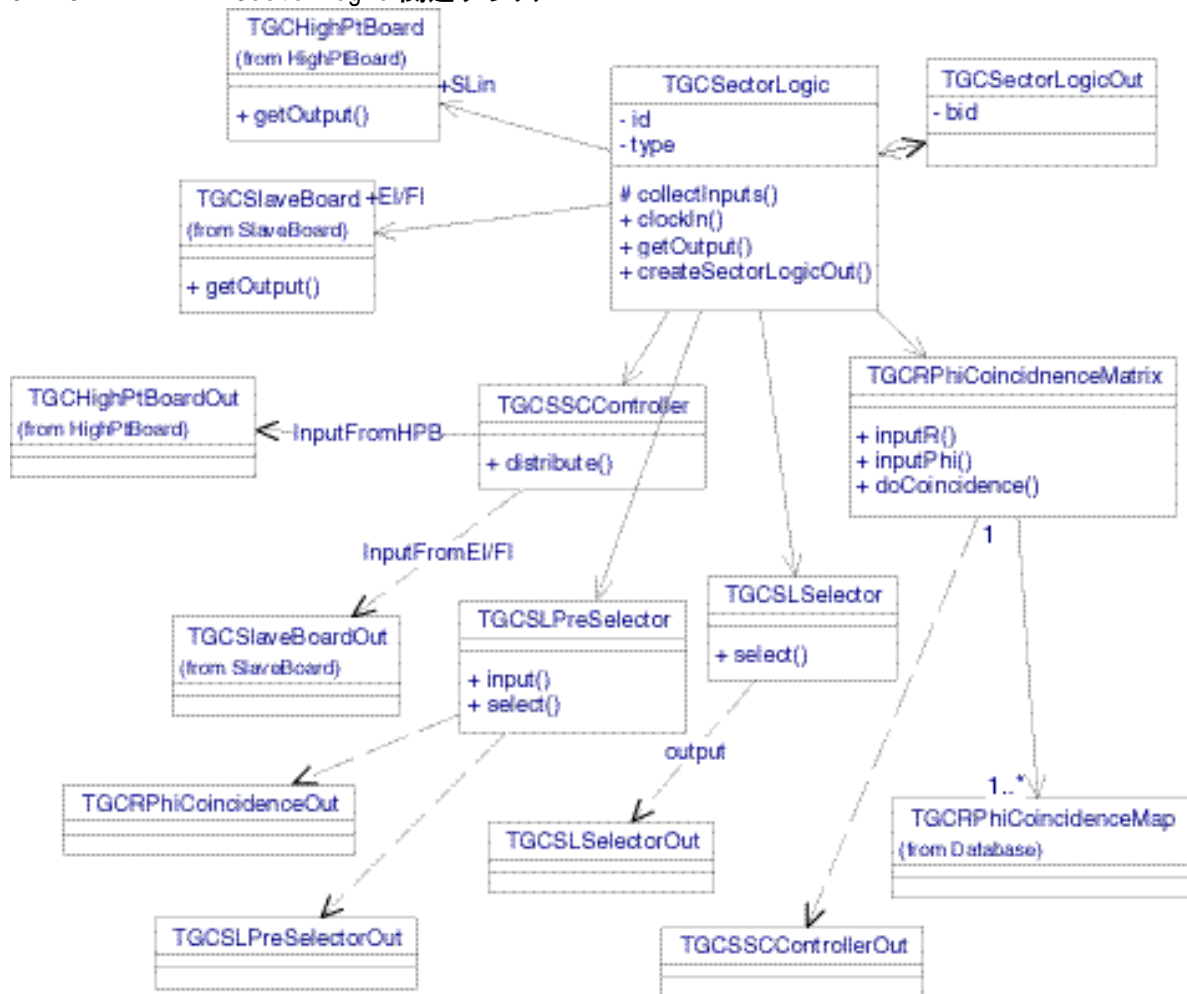 TGCHighPtBoard
(from HighPtBoard)
+SLin
+ getOutput()
TGCSectorLogic
- id
- type
# collectInputs()
+ clockIn()
+ getOutput()
+ createSectorLogicOut()
TGCSectorLogicOut
- bid
TGCSlaveBoard
+EI/FI
(from SlaveBoard)
+ getOutput()
TGCHighPtBoardOut
(from HighPtBoard)
InputFromHPB
TGCSSCController
+ distribute()
TGCRPhiCoincidnenceMatrix
+ inputR()
+ inputPhi()
+ doCoincidence()
1
InputFromEI/FI
TGCSlaveBoardOut
(from SlaveBoard)
TGCSLPreSelector
+ input()
+ select()
TGCSLSelector
+ select()
output
TGCRPhiCoincidenceOut
TGCSLSelectorOut
1..*
TGCRPhiCoincidenceMap
(from Database)
TGCSLPreSelectorOut
TGCSSCControllerOut